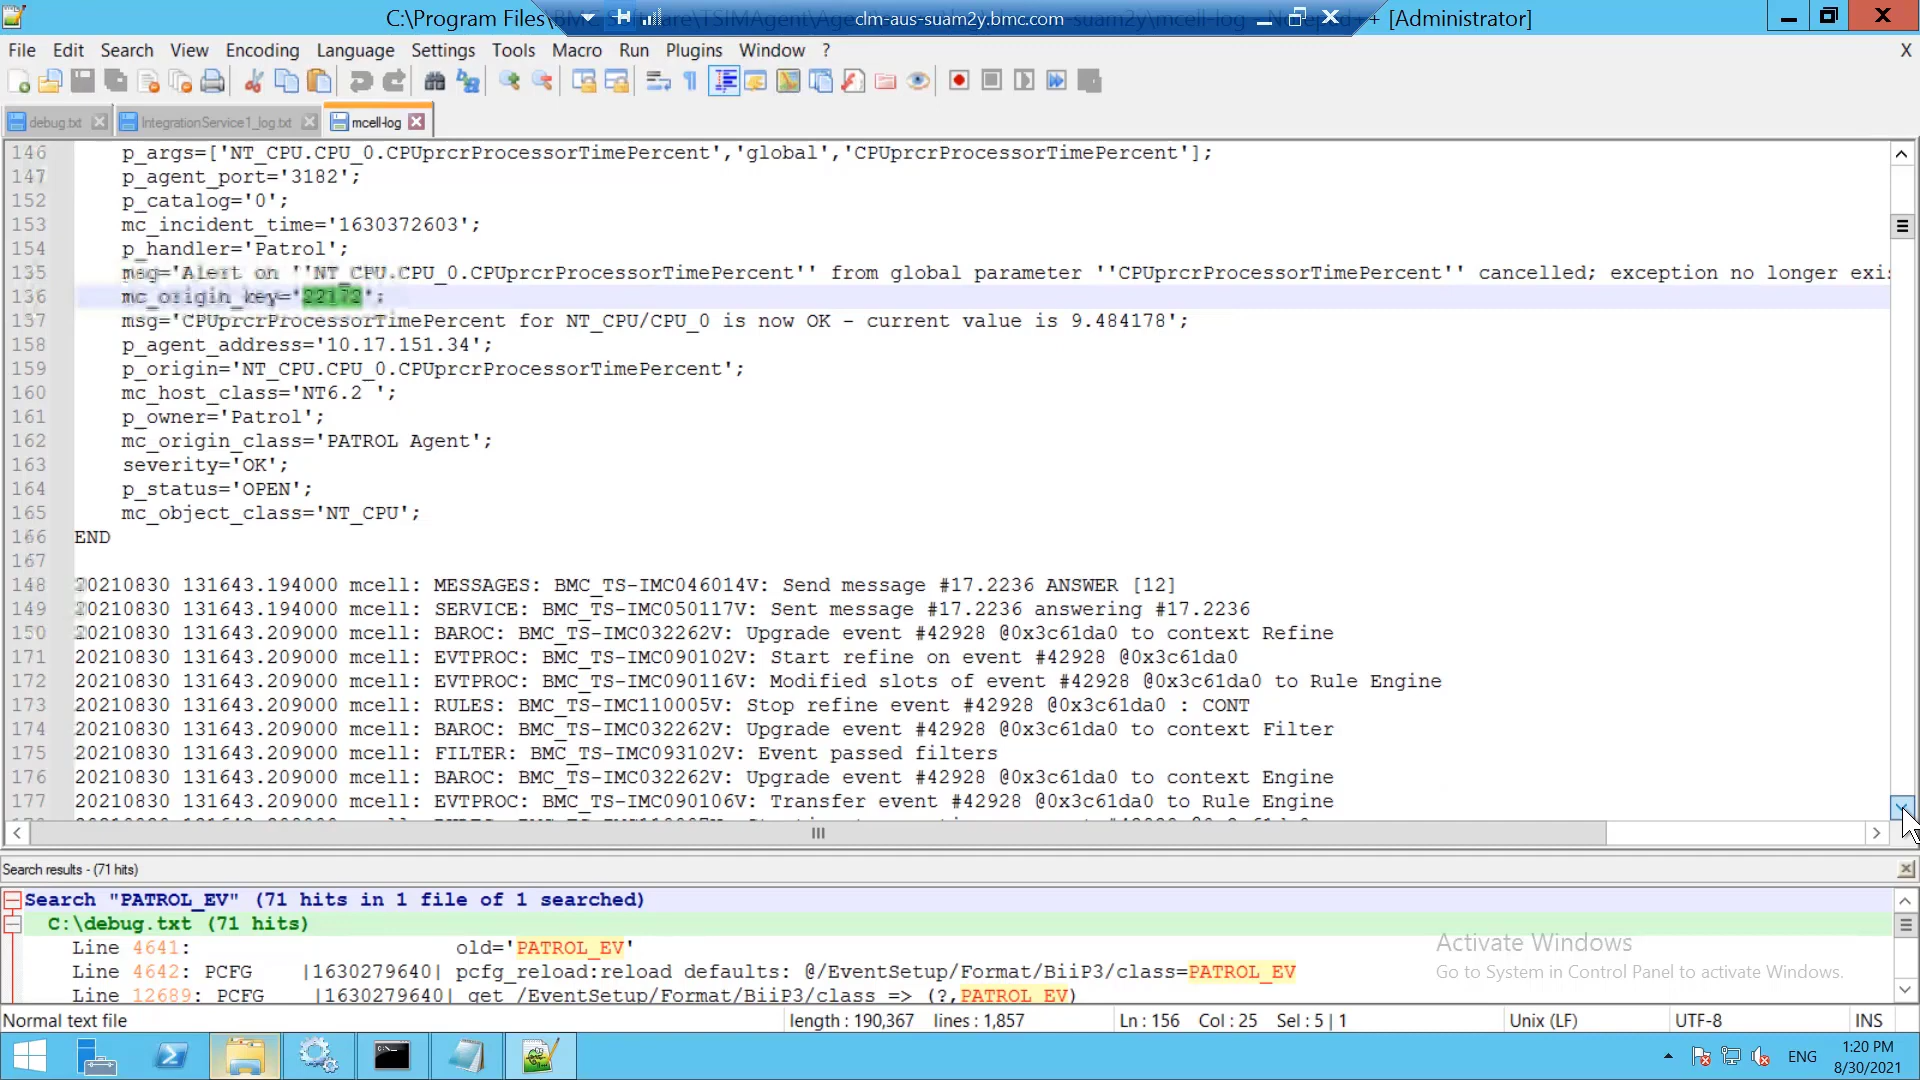 C:\Program Files\BMC Software\TSIMAgent\Agent clm-aus-suam2y.bmc.com -suam2y\mcell-log - Notepad++ [Administrator]
File Edit Search View Encoding Language Settings Tools Macro Run Plugins Window ? X
debug.txt IntegrationService1_log.txt mcell-log
146 p_args=['NT_CPU.CPU_0.CPUprcrProcessorTimePercent','global','CPUprcrProcessorTimePercent'];
147 p_agent_port='3182';
152 p_catalog='0';
153 mc_incident_time='1630372603';
154 p_handler='Patrol';
135 msg='Alert on ''NT_CPU.CPU_0.CPUprcrProcessorTimePercent'' from global parameter ''CPUprcrProcessorTimePercent'' cancelled; exception no longer exi
136 mc_origin_key='22172';
157 msg='CPUprcrProcessorTimePercent for NT_CPU/CPU_0 is now OK - current value is 9.484178';
158 p_agent_address='10.17.151.34';
159 p_origin='NT_CPU.CPU_0.CPUprcrProcessorTimePercent';
160 mc_host_class='NT6.2 ';
161 p_owner='Patrol';
162 mc_origin_class='PATROL Agent';
163 severity='OK';
164 p_status='OPEN';
165 mc_object_class='NT_CPU';
166 END
167
148 20210830 131643.194000 mcell: MESSAGES: BMC_TS-IMC046014V: Send message #17.2236 ANSWER [12]
149 20210830 131643.194000 mcell: SERVICE: BMC_TS-IMC050117V: Sent message #17.2236 answering #17.2236
150 20210830 131643.209000 mcell: BAROC: BMC_TS-IMC032262V: Upgrade event #42928 @0x3c61da0 to context Refine
171 20210830 131643.209000 mcell: EVTPROC: BMC_TS-IMC090102V: Start refine on event #42928 @0x3c61da0
172 20210830 131643.209000 mcell: EVTPROC: BMC_TS-IMC090116V: Modified slots of event #42928 @0x3c61da0 to Rule Engine
173 20210830 131643.209000 mcell: RULES: BMC_TS-IMC110005V: Stop refine event #42928 @0x3c61da0 : CONT
174 20210830 131643.209000 mcell: BAROC: BMC_TS-IMC032262V: Upgrade event #42928 @0x3c61da0 to context Filter
175 20210830 131643.209000 mcell: FILTER: BMC_TS-IMC093102V: Event passed filters
176 20210830 131643.209000 mcell: BAROC: BMC_TS-IMC032262V: Upgrade event #42928 @0x3c61da0 to context Engine
177 20210830 131643.209000 mcell: EVTPROC: BMC_TS-IMC090106V: Transfer event #42928 @0x3c61da0 to Rule Engine
Search results - (71 hits)
Search "PATROL_EV" (71 hits in 1 file of 1 searched)
C:\debug.txt (71 hits)
Line 4641: old='PATROL_EV'
Line 4642: PCFG |1630279640| pcfg_reload:reload defaults: @/EventSetup/Format/BiiP3/class=PATROL_EV
Line 12689: PCFG |1630279640| get /EventSetup/Format/BiiP3/class => (?,PATROL_EV)
Activate Windows
Go to System in Control Panel to activate Windows.
Normal text file length : 190,367 lines : 1,857 Ln : 156 Col : 25 Sel : 5 | 1 Unix (LF) UTF-8 INS
ENG 1:20 PM
8/30/2021